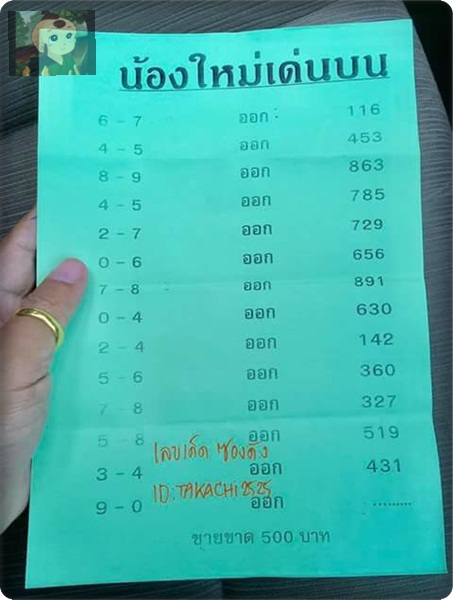 น้องใหม่เด่นบน
6 - 7 ออก : 116
4 - 5 ออก 453
8 - 9 ออก 863
4 - 5 ออก 785
2 - 7 ออก 729
0 - 6 ออก 656
7 - 8 ออก 891
0 - 4 ออก 630
2 - 4 ออก 142
5 - 6 ออก 360
7 - 8 ออก 327
5 - 8 ออก 519
เลขเด็ด ซองดัง
3 - 4 ออก 431
ID:TAKACHI2525
9 - 0 ออก ..........
ขายขาด 500 บาท